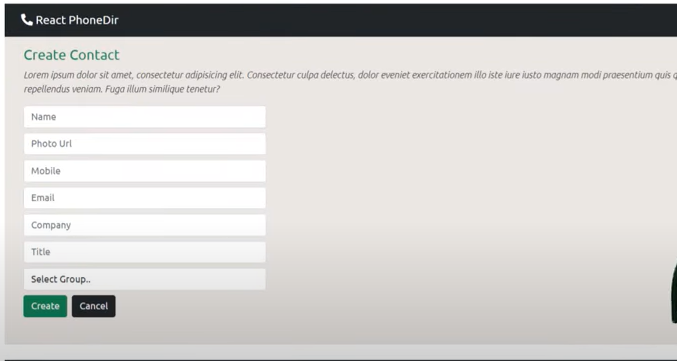 React PhoneDir
Create Contact
Lorem ipsum dolor sit amet, consectetur adipisicing elit. Consectetur culpa delectus, dolor eveniet exercitationem illo iste iure iusto magnam modi praesentium quis
repellendus veniam. Fuga illum similique tenetur?
Name
Photo Url
Mobile
Email
Company
Title
Select Group..
Create Cancel